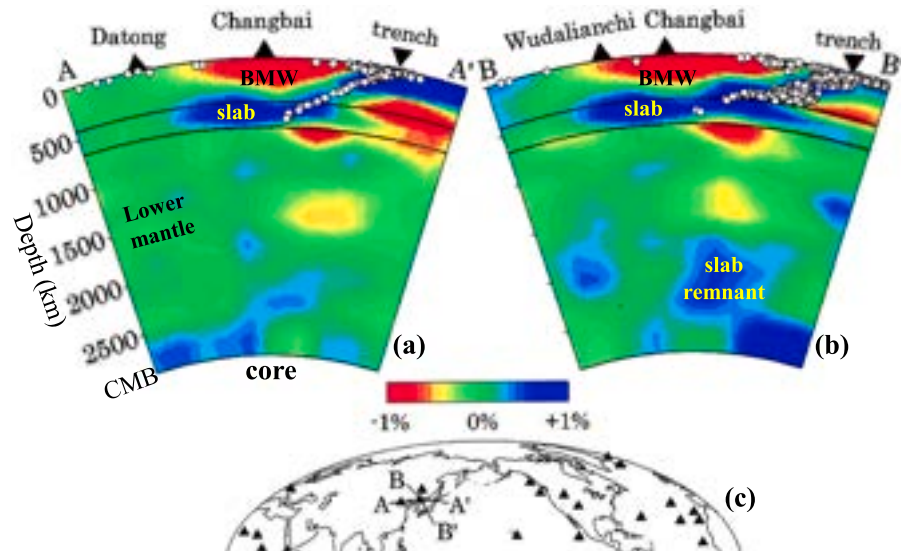 Datong
Changbai
trench
A
A'
BMW
slab
0
500
1000
1500
2000
2500
Depth (km)
Lower
mantle
CMB
core
(a)
Wudalianchi Changbai
trench
B
B
BMW
slab
slab
remnant
(b)
-1%
0%
+1%
B
A
A'
B'
(c)